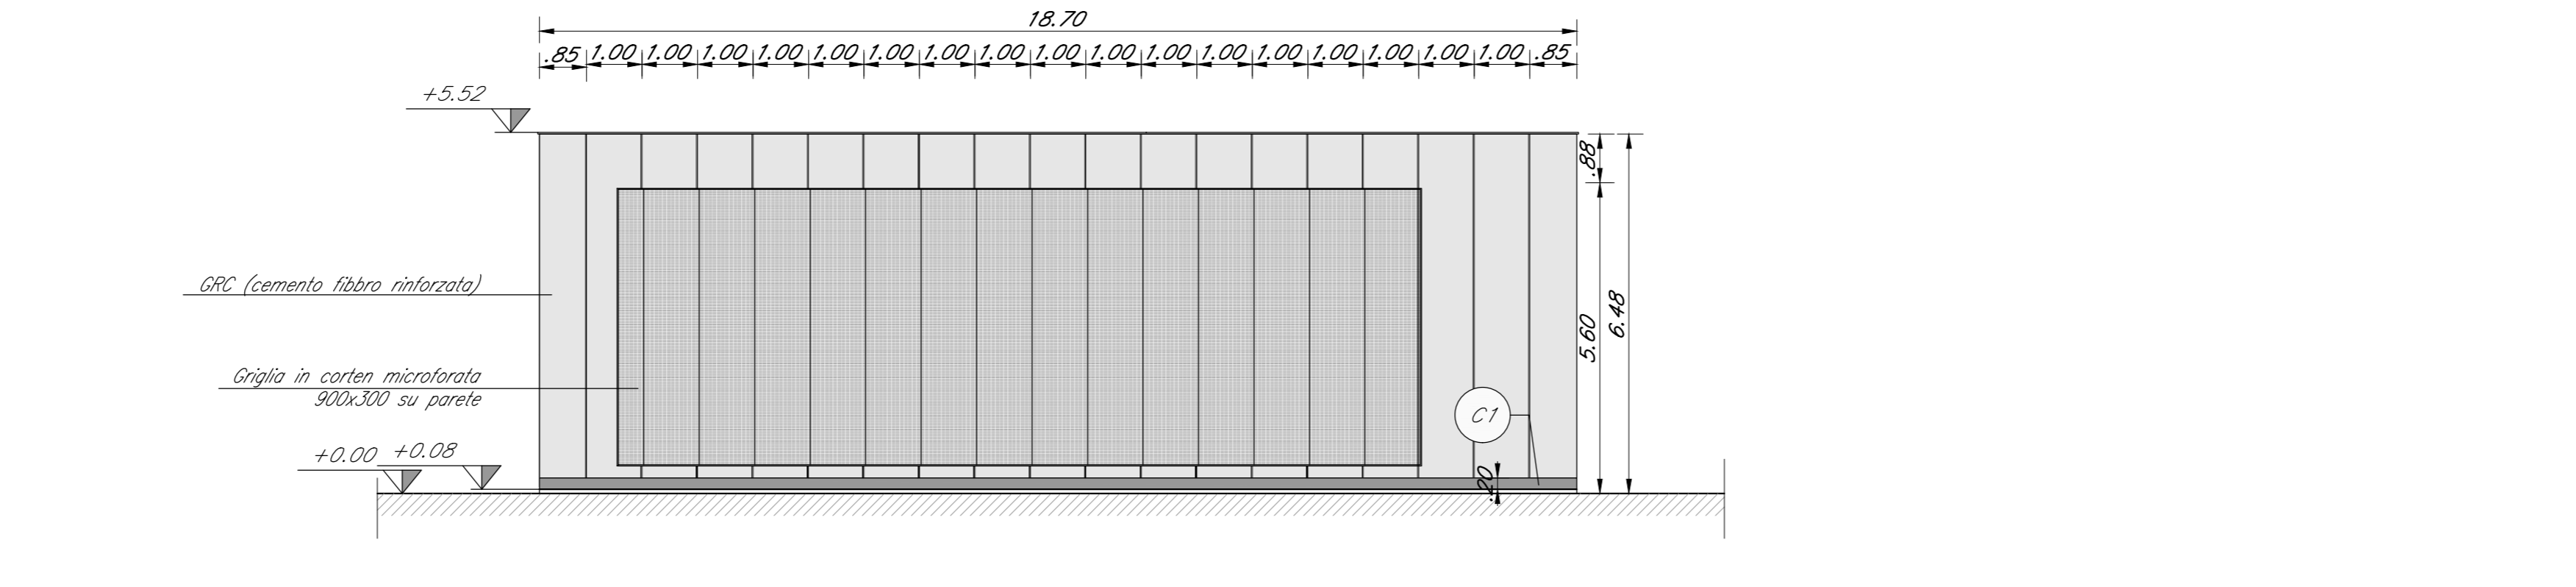 18.70
.85 1.00 1.00 1.00 1.00 1.00 1.00 1.00 1.00 1.00 1.00 1.00 1.00 1.00 1.00 1.00 1.00 1.00 .85
+5.52
.88
GRC (cemento fibbro rinforzata)
5.60
6.48
Griglia in corten microforata
900x300 su parete
C1
+0.00 +0.08
.20